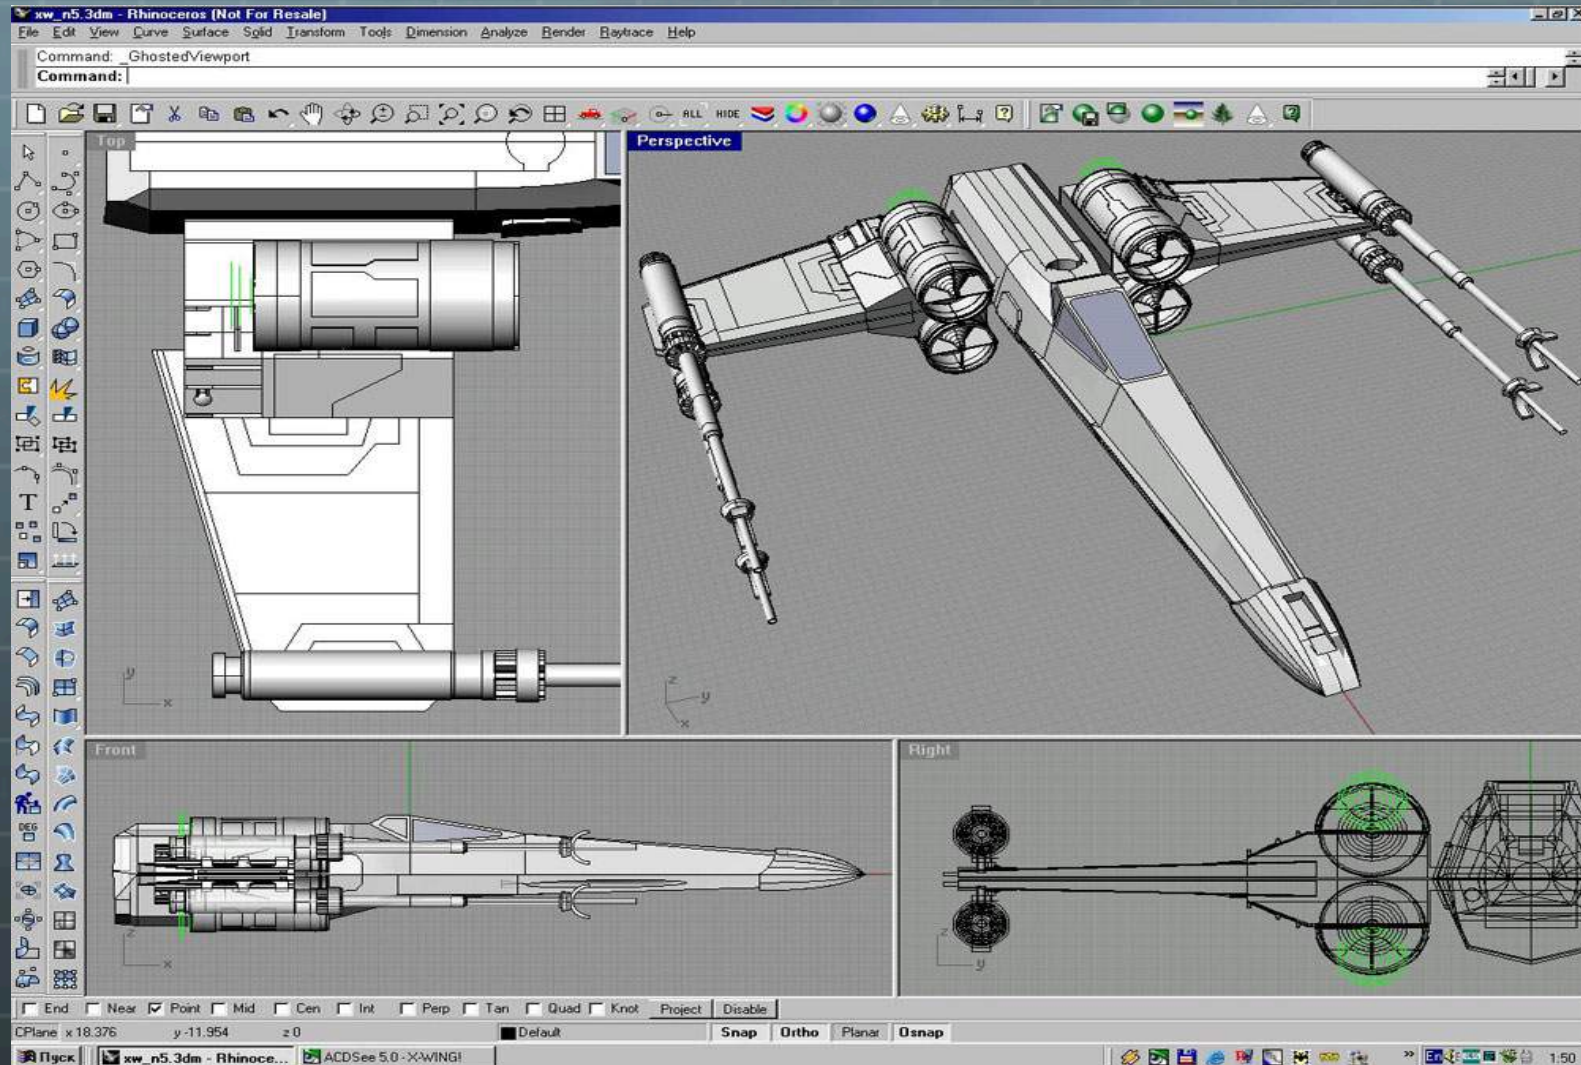 xw_n5.3dm - Rhinoceros (Not For Resale)
File Edit View Curve Surface Solid Transform Tools Dimension Analyze Render Raytrace Help
Command: _GhostedViewport
Command:
ALL HIDE
Top
Perspective
T
DEG
y
x
z
y
x
Front
Right
z
x
z
y
End Near Point Mid Cen Int Perp Tan Quad Knot Project Disable
CPlane x 18.376 y -11.954 z 0 Default Snap Ortho Planar Osnap
Пуск xw_n5.3dm - Rhinoce... ACDSee 5.0 - X-WING! » En 1:50